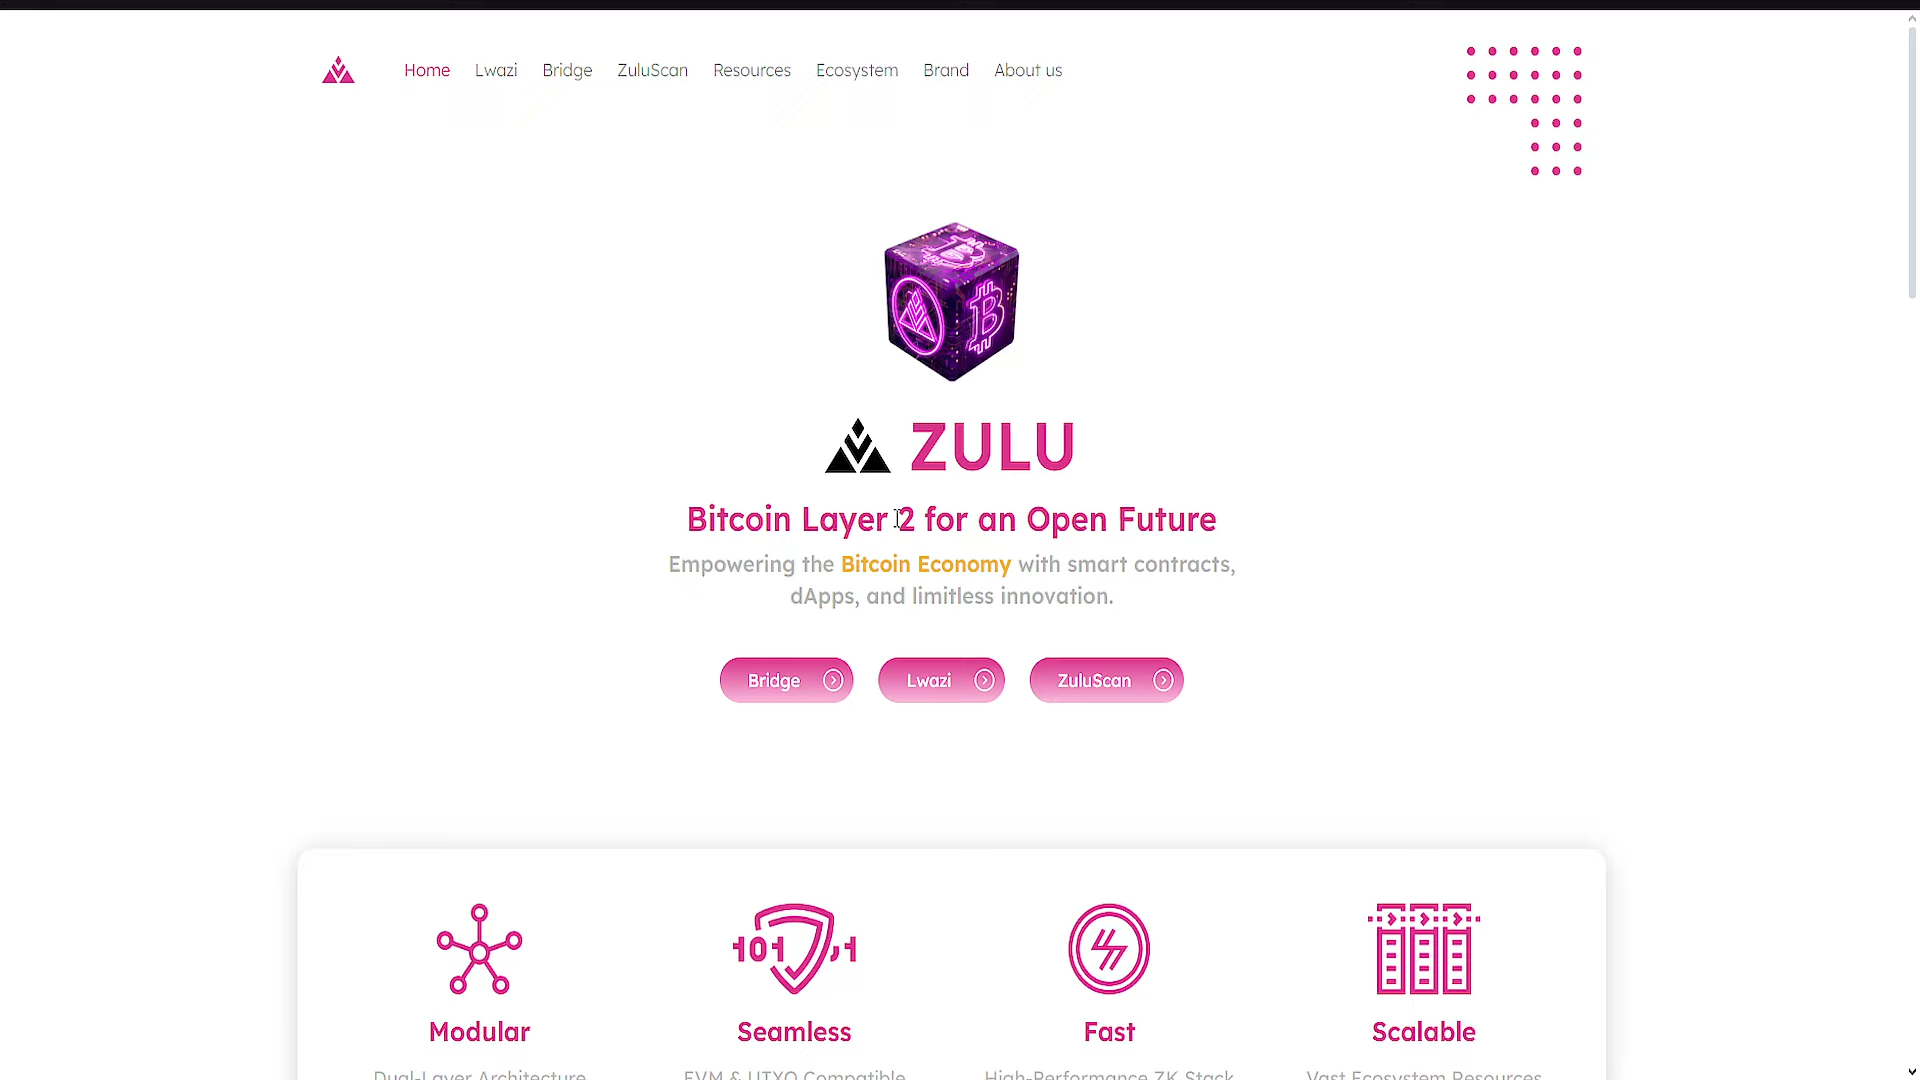 Home Lwazi Bridge ZuluScan Resources Ecosystem Brand About us
ZULU
Bitcoin Layer 2 for an Open Future
Empowering the Bitcoin Economy with smart contracts,
dApps, and limitless innovation.
Bridge Lwazi ZuluScan
101 1
Modular Seamless Fast Scalable
Dual-Layer Architecture EVM & UTXO Compatible High-Performance ZK Stack Vast Ecosystem Resources